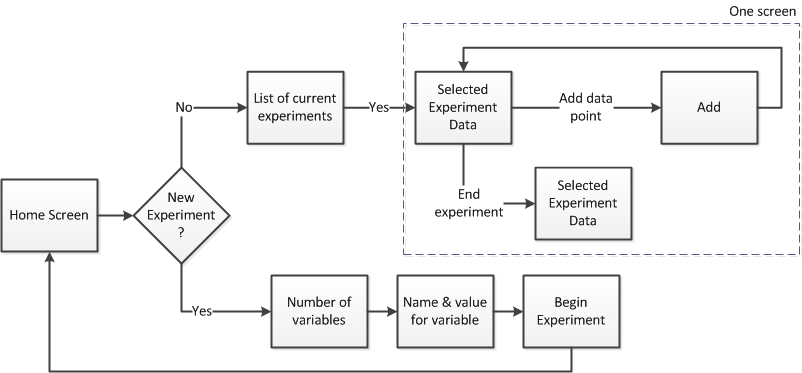 One screen
List of current
experiments
Selected
Experiment
Data
Add data
point
Add
No
Yes
Home Screen
New
Experiment
?
End
experiment
Selected
Experiment
Data
Yes
Number of
variables
Name & value
for variable
Begin
Experiment